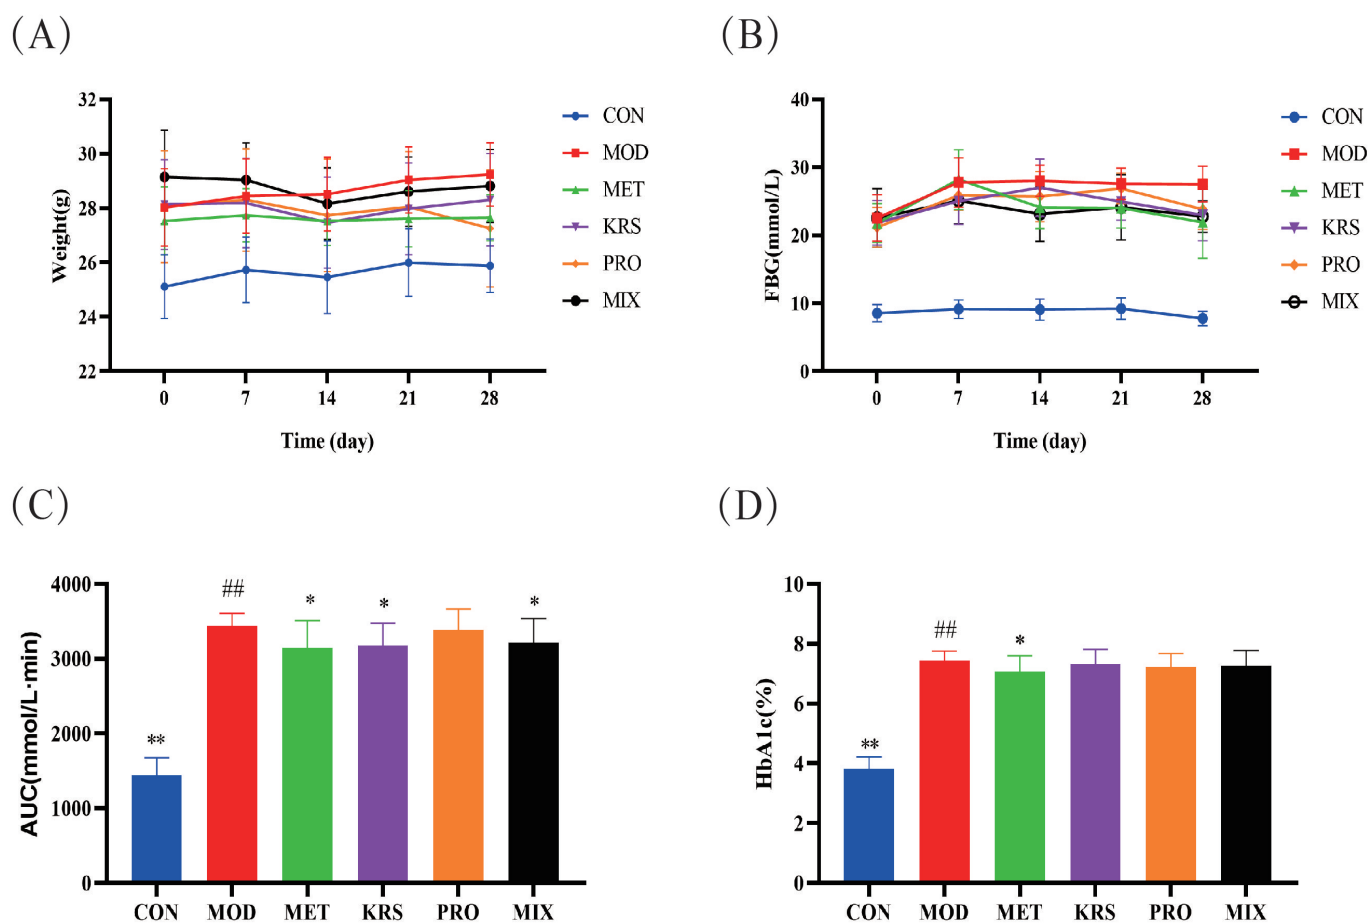 (A)
Weight(g)
32
30
28
26
24
22
0 7 14 21 28
Time (day)
CON
MOD
MET
KRS
PRO
MIX
(B)
FBG(mmol/L)
40
30
20
10
0
0 7 14 21 28
Time (day)
CON
MOD
MET
KRS
PRO
MIX
(C)
AUC(mmol/L·min)
4000
3000
2000
1000
0
** ## * * *
CON MOD MET KRS PRO MIX
(D)
HbA1c(%)
10
8
6
4
2
0
** ## *
CON MOD MET KRS PRO MIX